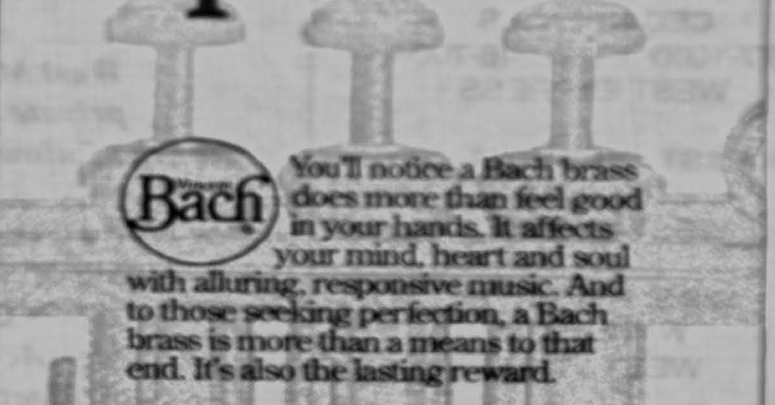 Vincent
Bach
You'll notice a Bach brass
does more than feel good
in your hands. It affects
your mind, heart and soul
with alluring, responsive music. And
to those seeking perfection, a Bach
brass is more than a means to that
end. It's also the lasting reward.